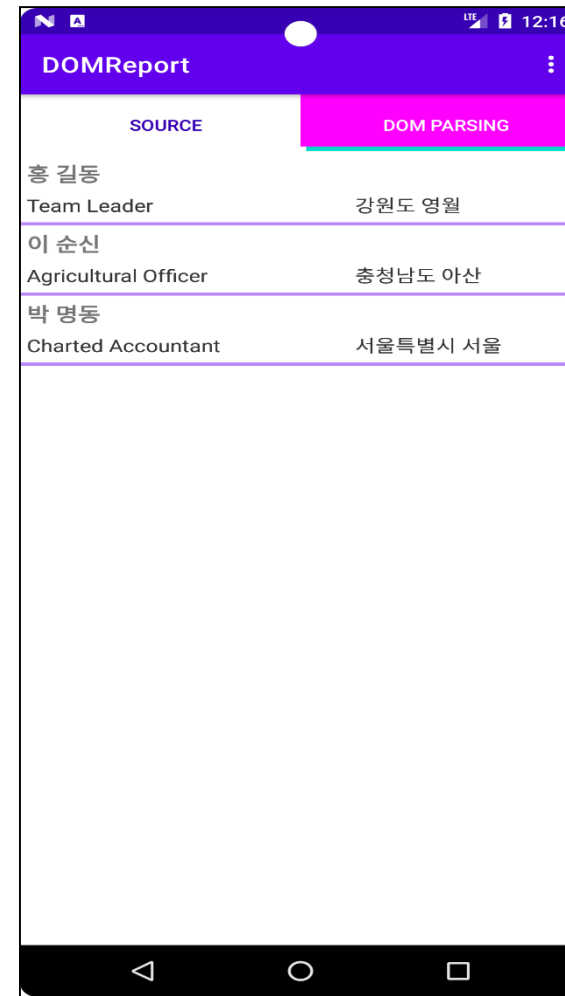 LTE 12:16
DOMReport
SOURCE DOM PARSING
홍 길동
Team Leader 강원도 영월
이 순신
Agricultural Officer 충청남도 아산
박 명동
Charted Accountant 서울특별시 서울